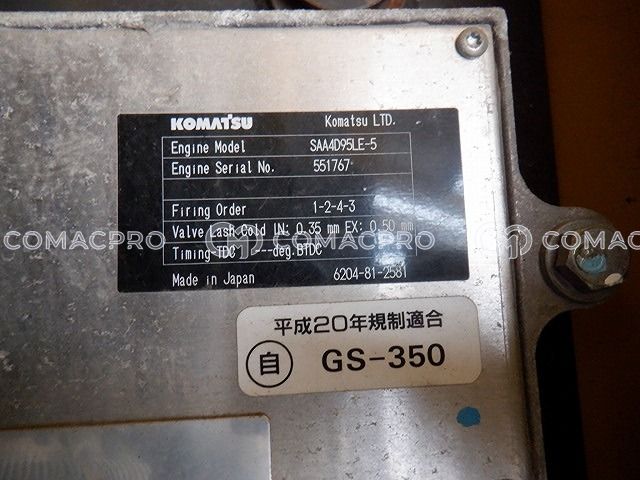 KOMATSU Komatsu LTD.
Engine Model SAA4D95LE-5
Engine Serial No. 551767
Firing Order 1-2-4-3
Valve Lash Cold IN: 0.35 mm EX: 0.50 mm
COMACPRO COMACPRO COMACPRO
Timing-TDC ---deg.BTDC
Made in Japan 6204-81-2581
平成20年規制適合
自 GS-350